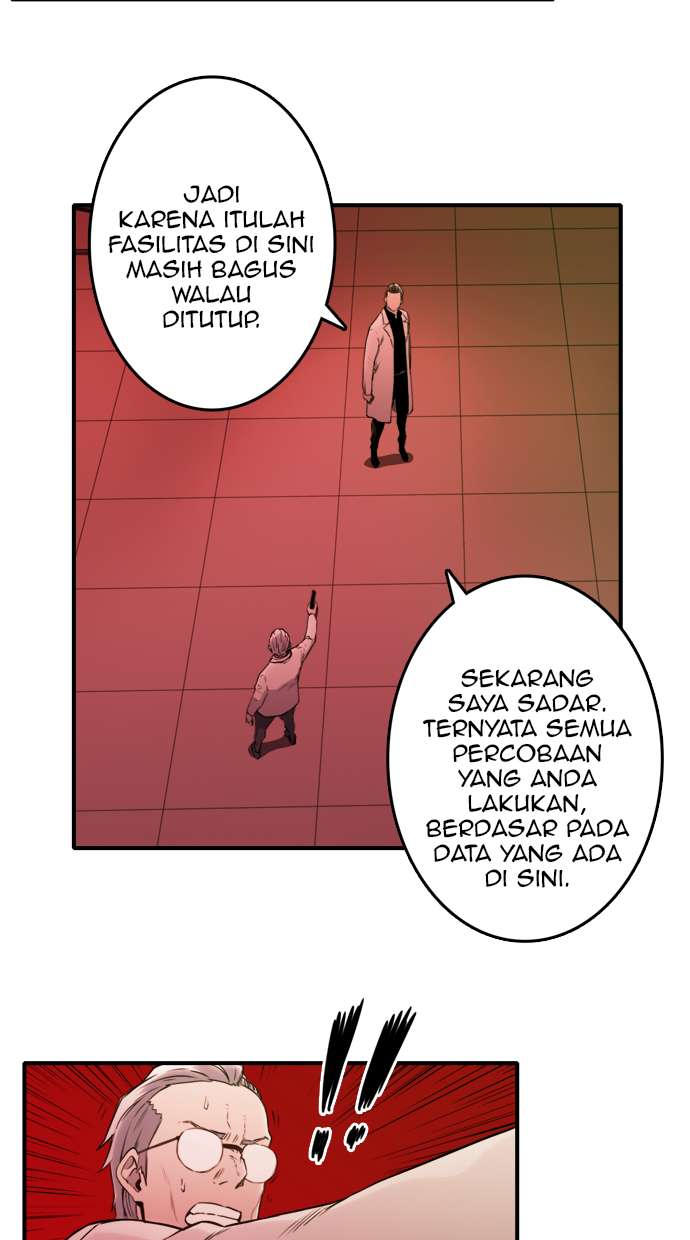 JADI
KARENA ITULAH
FASILITAS DI SINI
MASIH BAGUS
WALAU
DITUTUP.
SEKARANG
SAYA SADAR.
TERNYATA SEMUA
PERCOBAAN
YANG ANDA
LAKUKAN,
BERDASAR PADA
DATA YANG ADA
DI SINI.
!!